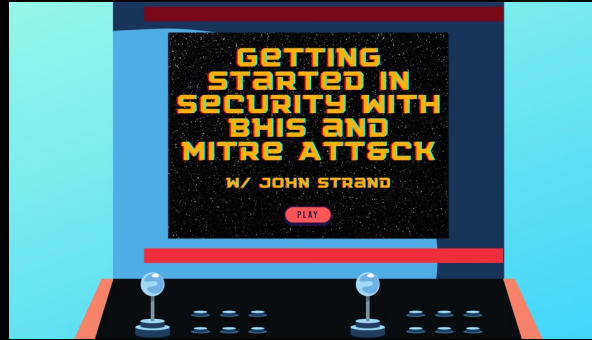 GETTING
STARTED IN
SECURITY WITH
BHIS AND
MITRE ATT&CK
W/ JOHN STRAND
PLAY